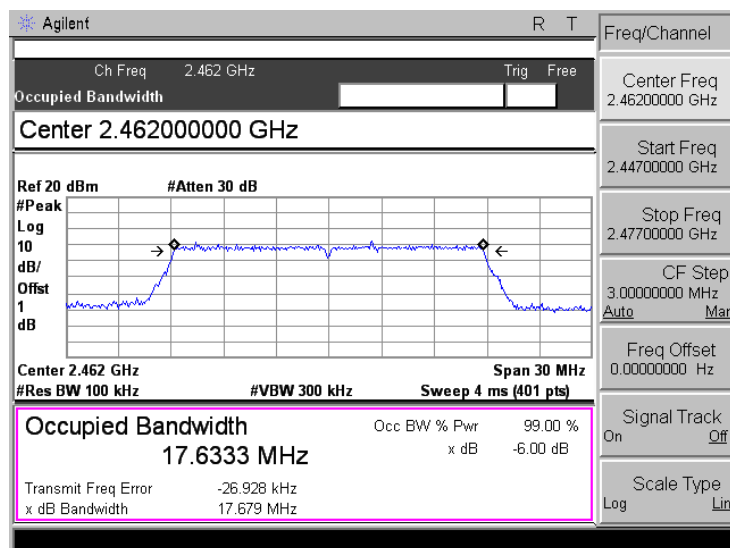 Agilent R T
Ch Freq 2.462 GHz Trig Free
Occupied Bandwidth
Center 2.462000000 GHz
Ref 20 dBm #Atten 30 dB
#Peak
Log
10
dB/
Offst
1
dB
Center 2.462 GHz Span 30 MHz
#Res BW 100 kHz #VBW 300 kHz Sweep 4 ms (401 pts)
Occupied Bandwidth
17.6333 MHz
Occ BW % Pwr 99.00 %
x dB -6.00 dB
Transmit Freq Error -26.928 kHz
x dB Bandwidth 17.679 MHz
Freq/Channel
Center Freq
2.46200000 GHz
Start Freq
2.44700000 GHz
Stop Freq
2.47700000 GHz
CF Step
3.00000000 MHz
Auto Man
Freq Offset
0.00000000 Hz
Signal Track
On Off
Scale Type
Log Lin